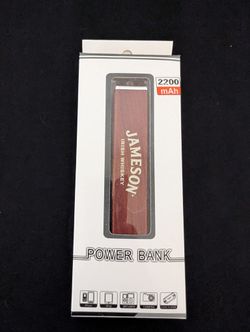 2200
mAh
JAMESON
IRISH WHISKEY
POWER BANK